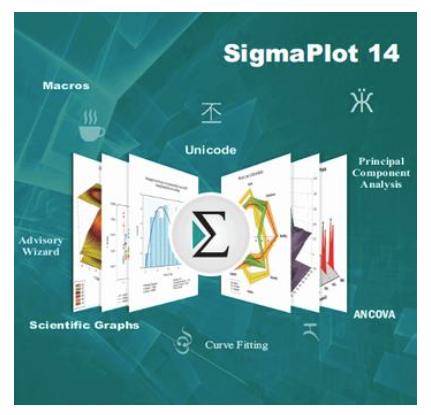 SigmaPlot 14
Macros
Ӝ
Unicode
Principal
Component
Analysis
Σ
Advisory
Wizard
Scientific Graphs
ANCOVA
Curve Fitting